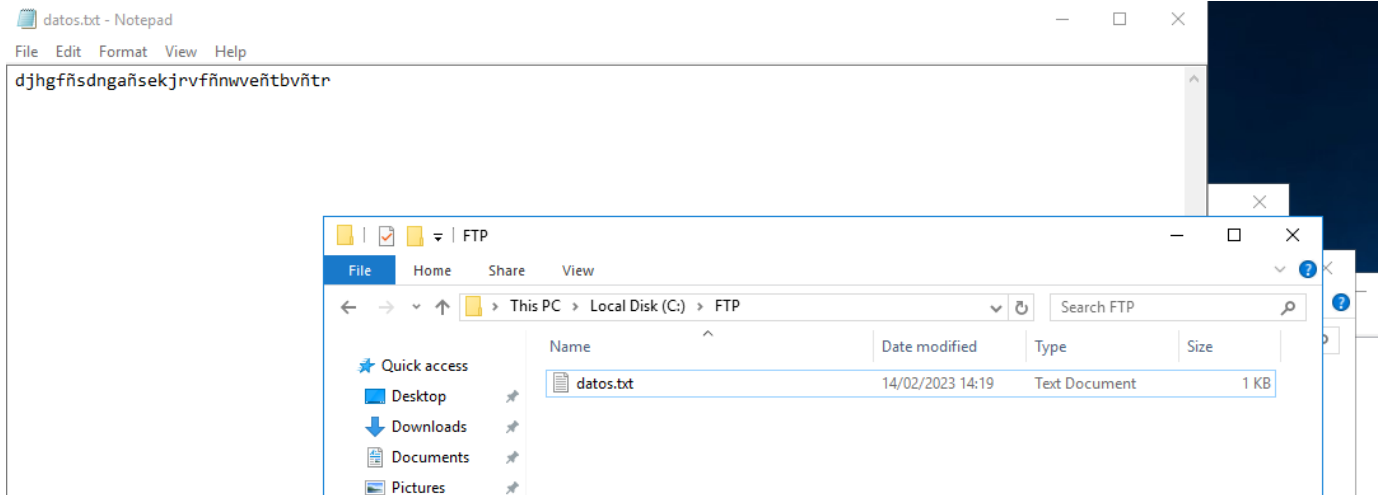 datos.txt - Notepad
File Edit Format View Help
djhgfñsdngañsekjrvfñnwveñtbvñtr
FTP
File Home Share View
This PC > Local Disk (C:) > FTP
Search FTP
Name Date modified Type Size
Quick access
datos.txt 14/02/2023 14:19 Text Document 1 KB
Desktop
Downloads
Documents
Pictures